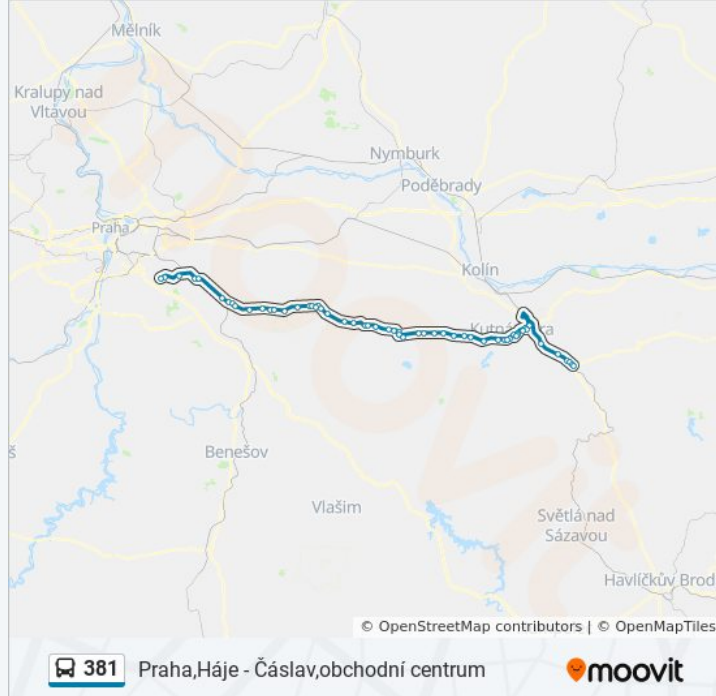 Mělník
Kralupy nad
Vltavou
Nymburk
Poděbrady
Praha
Kolín
Benešov
Vlašim
Světlá nad
Sázavou
Havlíčkův Brod
© OpenStreetMap contributors | © OpenMapTiles
381 Praha,Háje - Čáslav,obchodní centrum
moovit